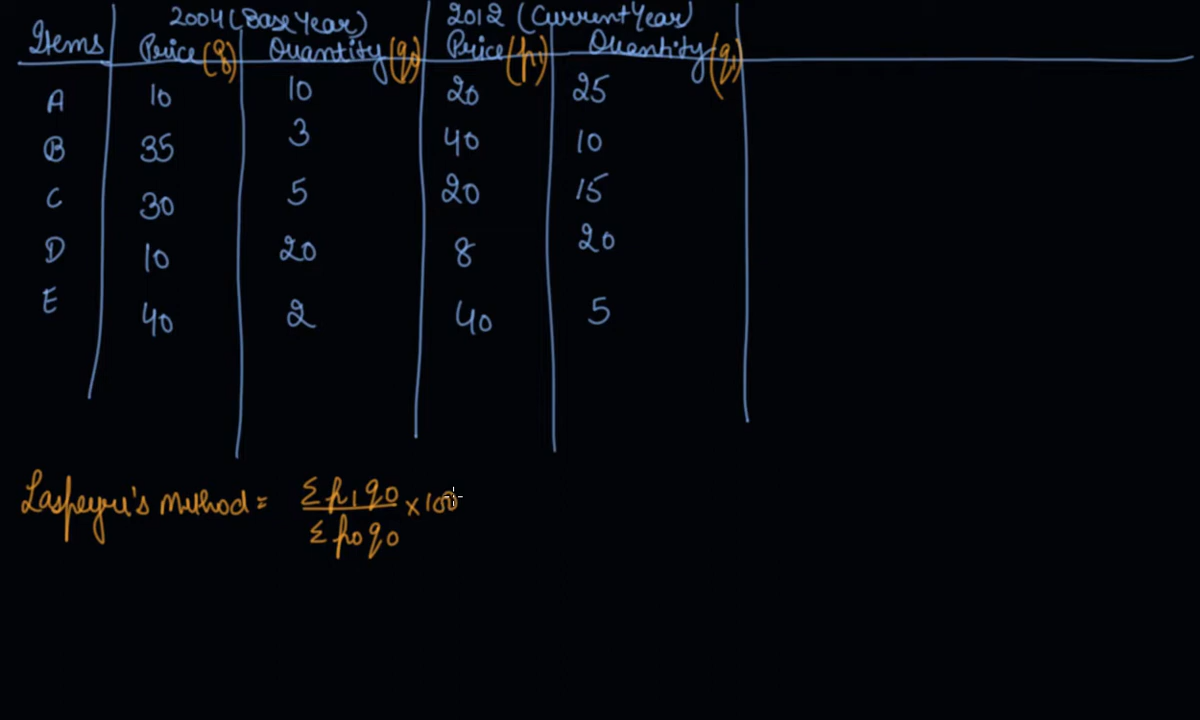 2004 (Base Year) 2012 (Current Year)
Items Price (g) Quantity (q0) Price (p1) Quantity (q1)
A 10 10 20 25
B 35 3 40 10
C 30 5 20 15
D 10 20 8 20
E 40 2 40 5
Laspeyre's Method = Σp1q0 / Σp0q0 × 100